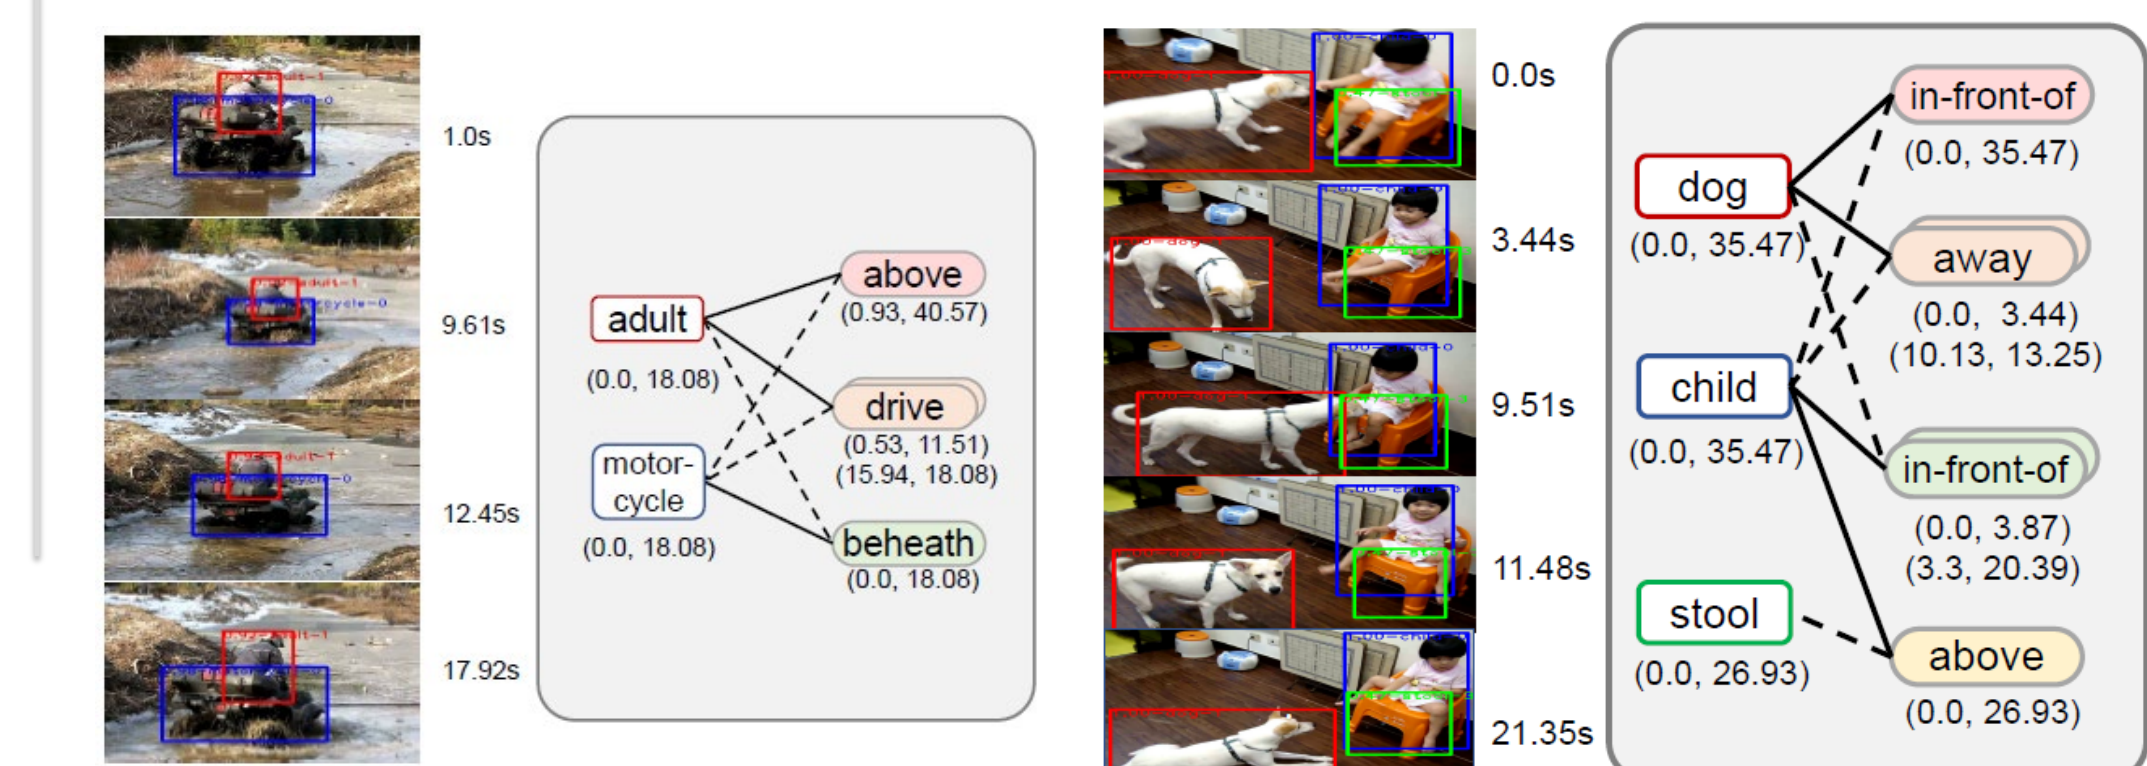 1.0s
9.61s
12.45s
17.92s
adult
(0.0, 18.08)
motor-
cycle
(0.0, 18.08)
above
(0.93, 40.57)
drive
(0.53, 11.51)
(15.94, 18.08)
beheath
(0.0, 18.08)
0.0s
3.44s
9.51s
11.48s
21.35s
dog
(0.0, 35.47)
child
(0.0, 35.47)
stool
(0.0, 26.93)
in-front-of
(0.0, 35.47)
away
(0.0, 3.44)
(10.13, 13.25)
in-front-of
(0.0, 3.87)
(3.3, 20.39)
above
(0.0, 26.93)